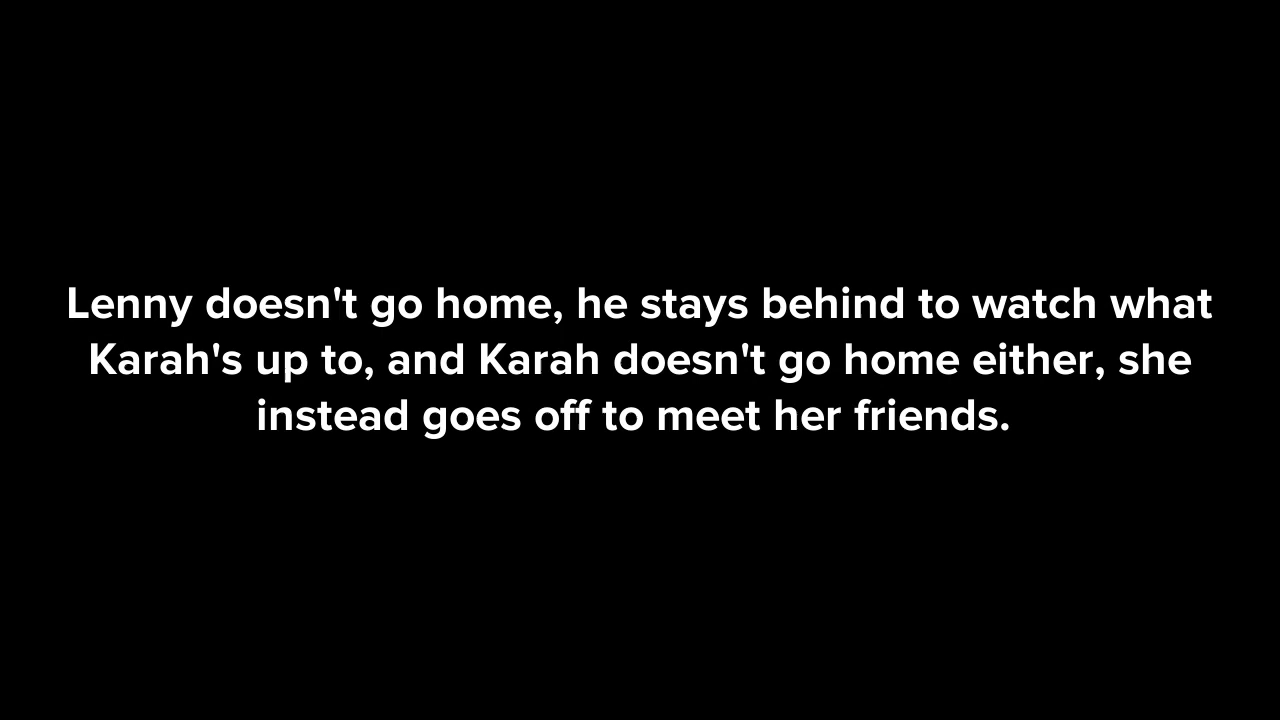 Lenny doesn't go home, he stays behind to watch what
Karah's up to, and Karah doesn't go home either, she
instead goes off to meet her friends.